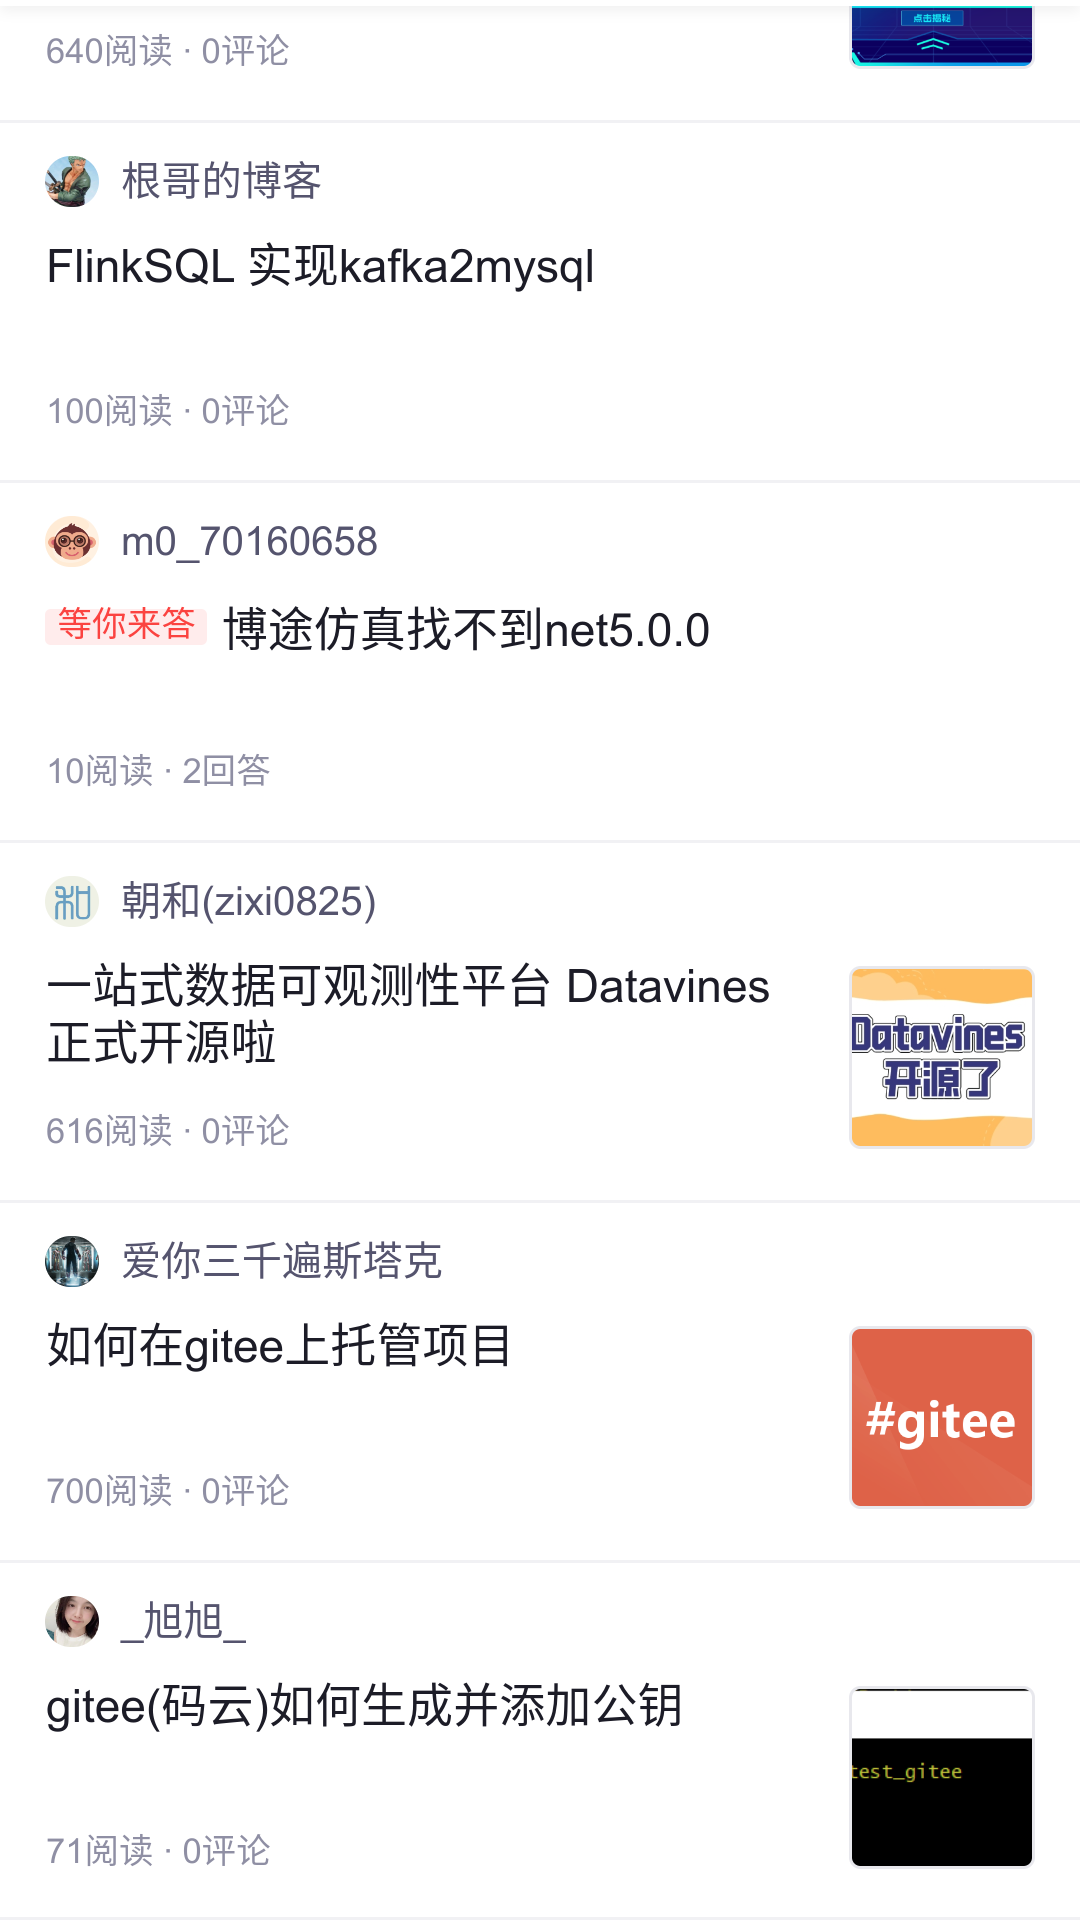 点击揭秘
640阅读 · 0评论
根哥的博客
FlinkSQL 实现kafka2mysql
100阅读 · 0评论
m0_70160658
等你来答 博途仿真找不到net5.0.0
10阅读 · 2回答
和
朝和(zixi0825)
一站式数据可观测性平台 Datavines
正式开源啦
Datavines
开源了
616阅读 · 0评论
爱你三千遍斯塔克
如何在gitee上托管项目
#gitee
700阅读 · 0评论
_旭旭_
gitee(码云)如何生成并添加公钥
test_gitee
71阅读 · 0评论